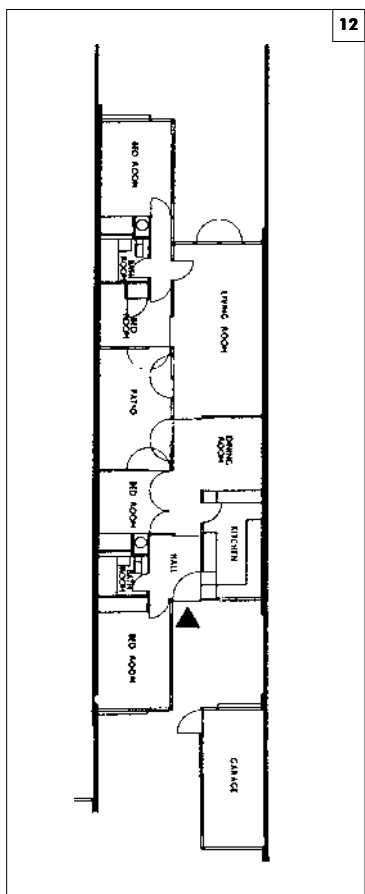 12
BED ROOM
BATH
ROOM
BED
ROOM
LIVING ROOM
PATIO
DINING
ROOM
BED ROOM
KITCHEN
HALL
BATH
ROOM
BED ROOM
GARAGE